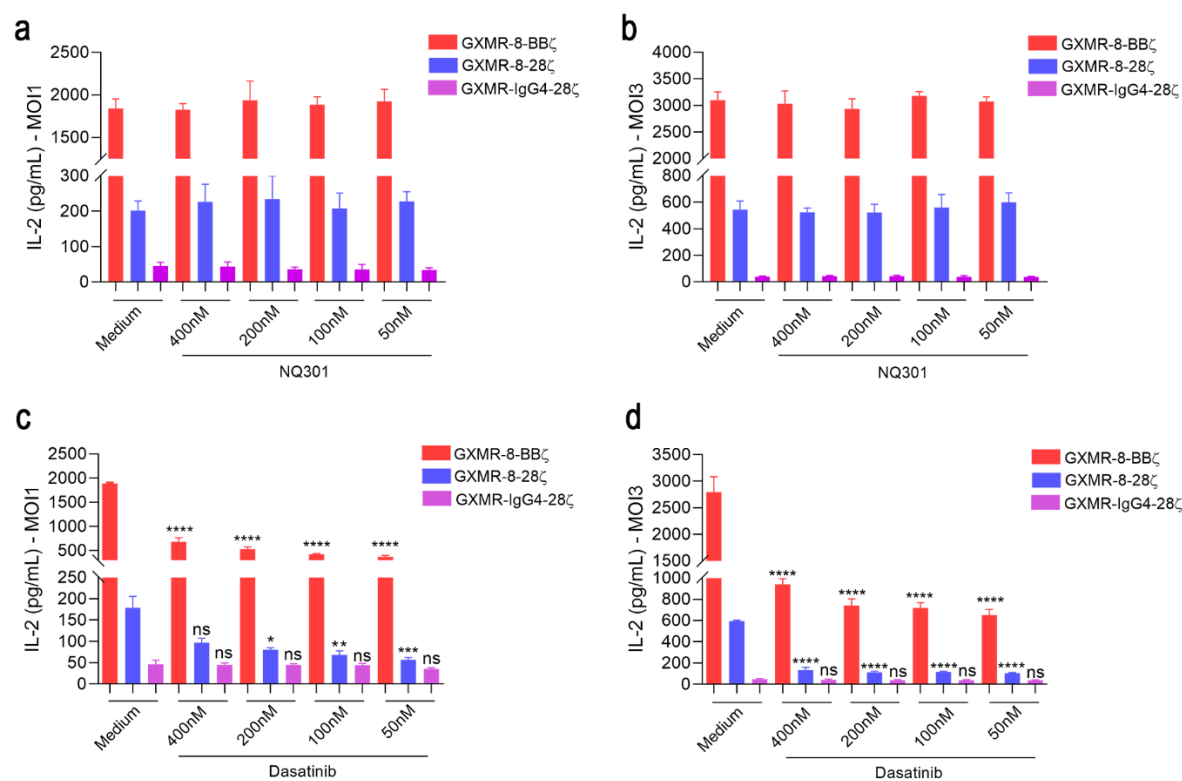 a
GXMR-8-BBζ
GXMR-8-28ζ
GXMR-IgG4-28ζ
IL-2 (pg/mL) - MOI1
2500
2000
1500
1000
300
200
100
0
Medium
400nM
200nM
100nM
50nM
NQ301
b
GXMR-8-BBζ
GXMR-8-28ζ
GXMR-IgG4-28ζ
IL-2 (pg/mL) - MOI3
4000
3500
3000
2500
2000
800
600
400
200
0
Medium
400nM
200nM
100nM
50nM
NQ301
c
GXMR-8-BBζ
GXMR-8-28ζ
GXMR-IgG4-28ζ
IL-2 (pg/mL) - MOI1
2500
2000
1500
1000
500
250
200
150
100
50
0
**** **** **** ****
ns ns * ns ** ns *** ns
Medium
400nM
200nM
100nM
50nM
Dasatinib
d
GXMR-8-BBζ
GXMR-8-28ζ
GXMR-IgG4-28ζ
IL-2 (pg/mL) - MOI3
3500
3000
2500
2000
1500
1000
800
600
400
200
0
**** **** **** ****
**** ns **** ns **** ns **** ns
Medium
400nM
200nM
100nM
50nM
Dasatinib